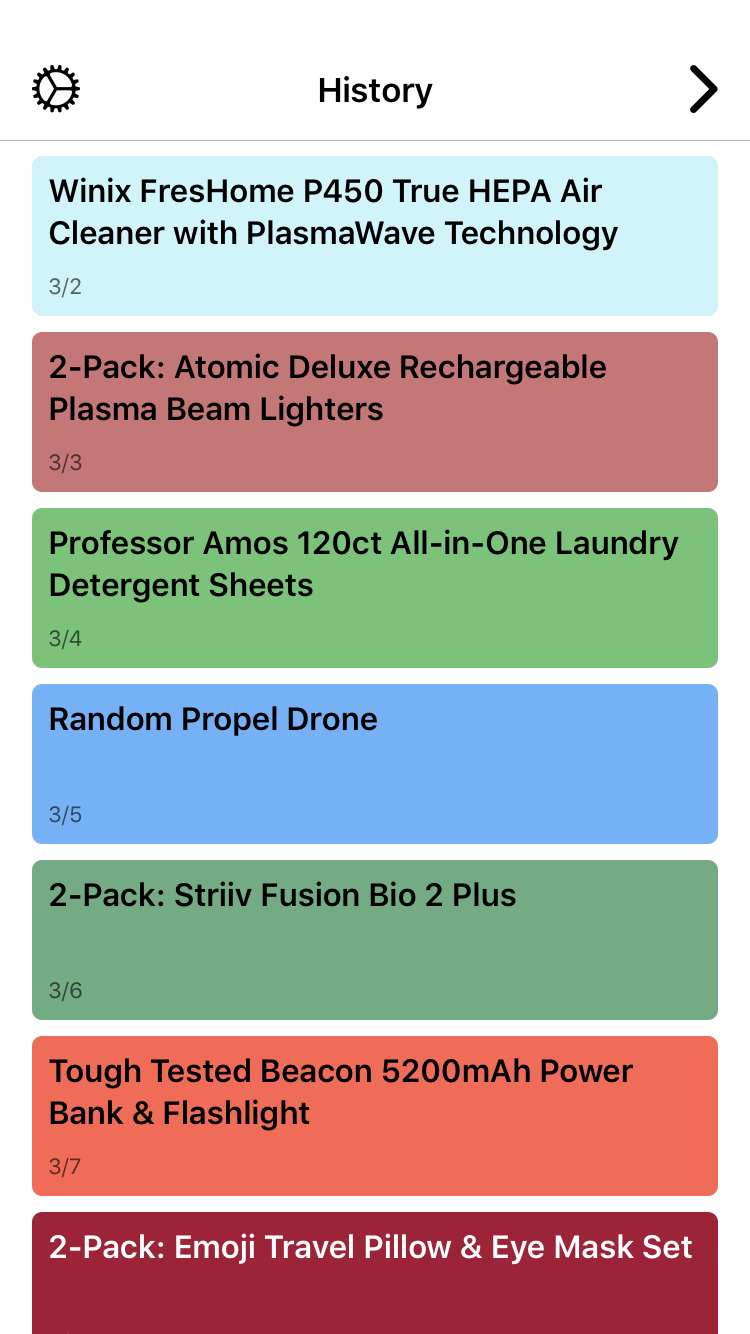 History
Winix FresHome P450 True HEPA Air
Cleaner with PlasmaWave Technology
3/2
2-Pack: Atomic Deluxe Rechargeable
Plasma Beam Lighters
3/3
Professor Amos 120ct All-in-One Laundry
Detergent Sheets
3/4
Random Propel Drone
3/5
2-Pack: Striiv Fusion Bio 2 Plus
3/6
Tough Tested Beacon 5200mAh Power
Bank & Flashlight
3/7
2-Pack: Emoji Travel Pillow & Eye Mask Set